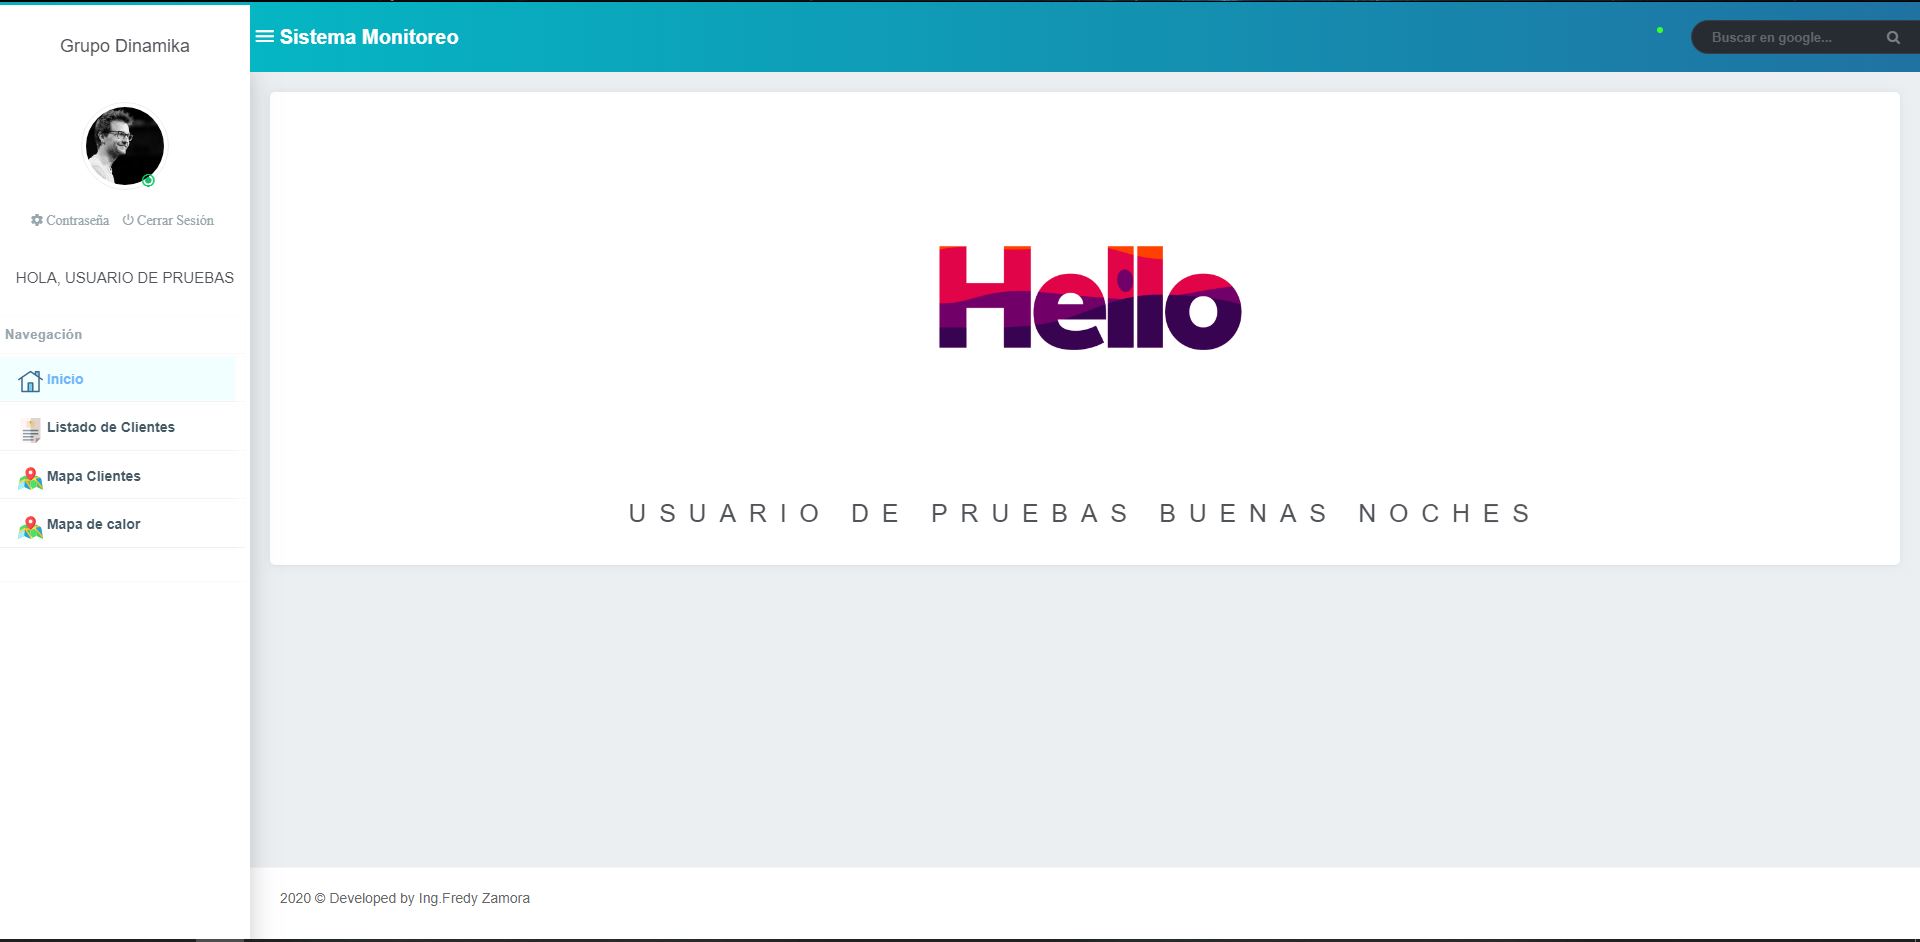 Grupo Dinamika
Sistema Monitoreo
Buscar en google...
Contraseña Cerrar Sesión
HOLA, USUARIO DE PRUEBAS
Navegación
Inicio
Listado de Clientes
Mapa Clientes
Mapa de calor
Hello
USUARIO DE PRUEBAS BUENAS NOCHES
2020 © Developed by Ing.Fredy Zamora